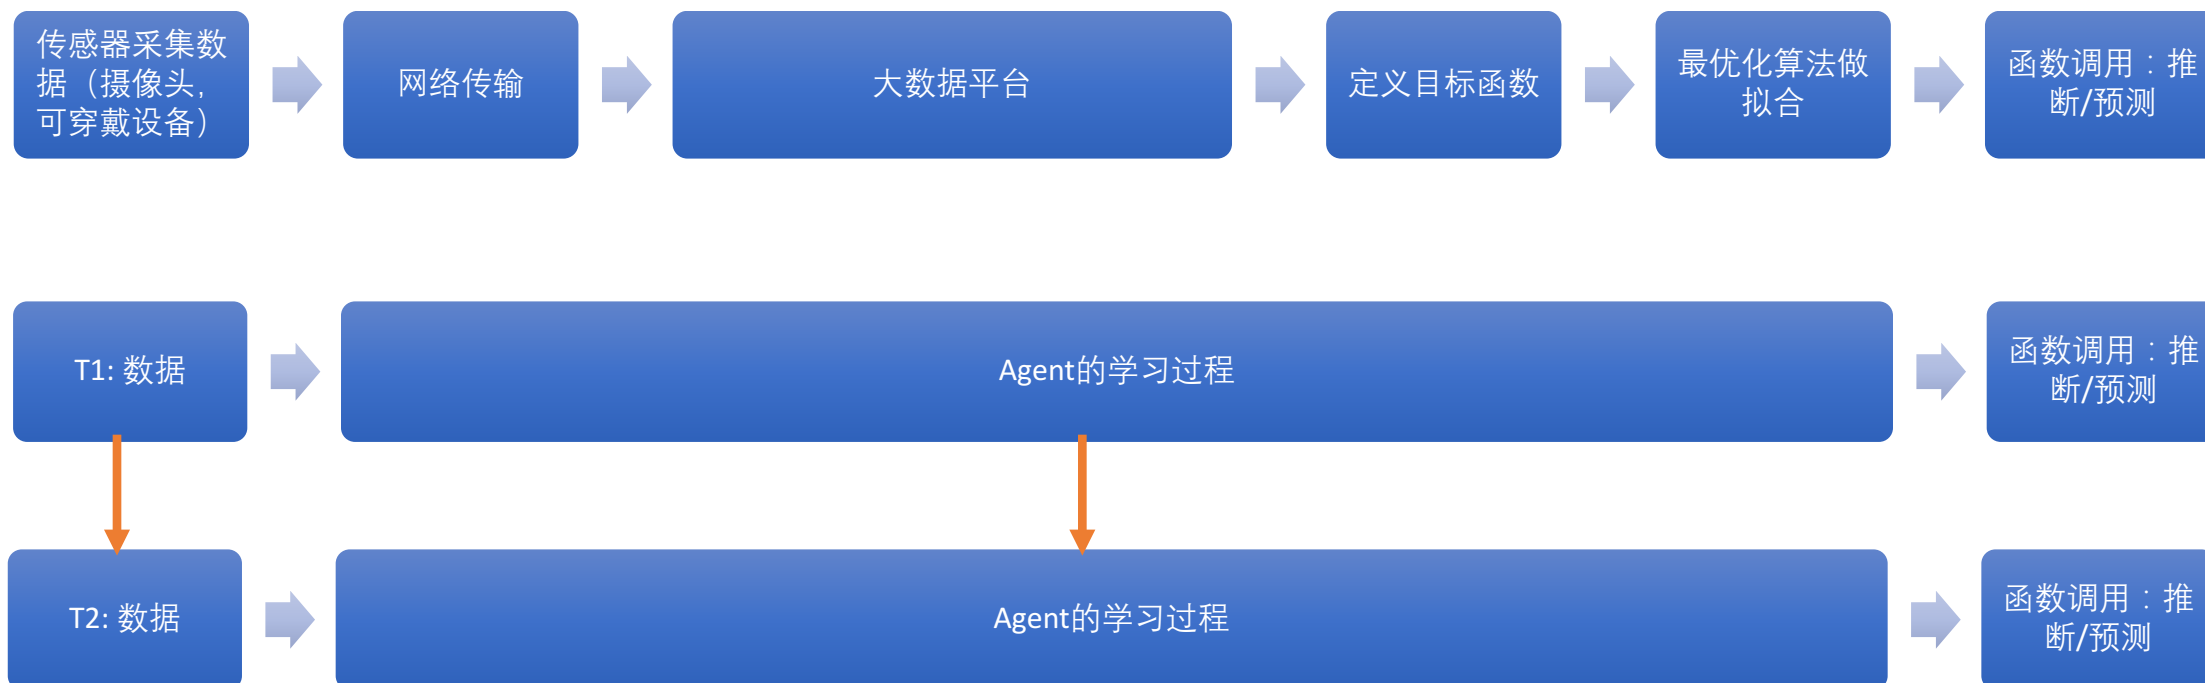 传感器采集数
据（摄像头,
可穿戴设备）
网络传输
大数据平台
定义目标函数
最优化算法做
拟合
函数调用：推
断/预测
T1: 数据
Agent的学习过程
函数调用：推
断/预测
T2: 数据
Agent的学习过程
函数调用：推
断/预测